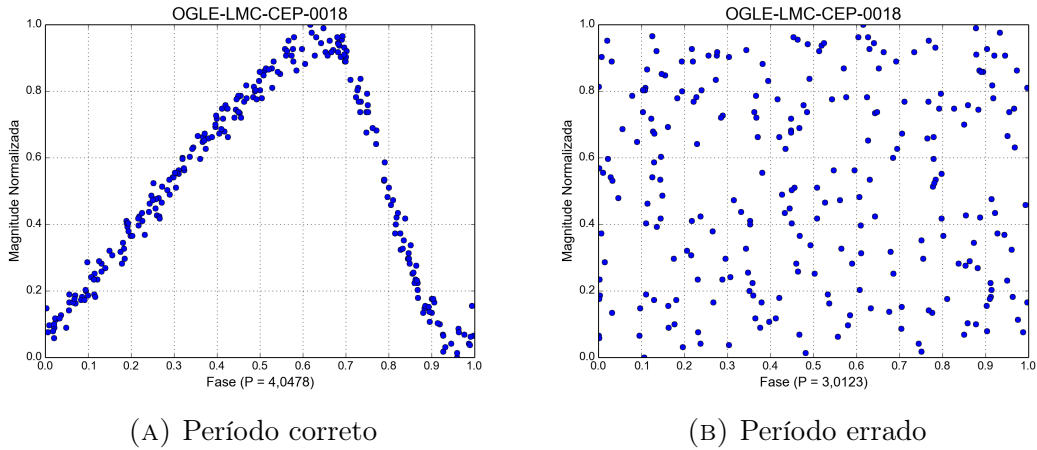 OGLE-LMC-CEP-0018
Magnitude Normalizada
1.0
0.8
0.6
0.4
0.2
0.0
0.0 0.1 0.2 0.3 0.4 0.5 0.6 0.7 0.8 0.9 1.0
Fase (P = 4,0478)
(A) Período correto
OGLE-LMC-CEP-0018
Magnitude Normalizada
1.0
0.8
0.6
0.4
0.2
0.0
0.0 0.1 0.2 0.3 0.4 0.5 0.6 0.7 0.8 0.9 1.0
Fase (P = 3,0123)
(B) Período errado